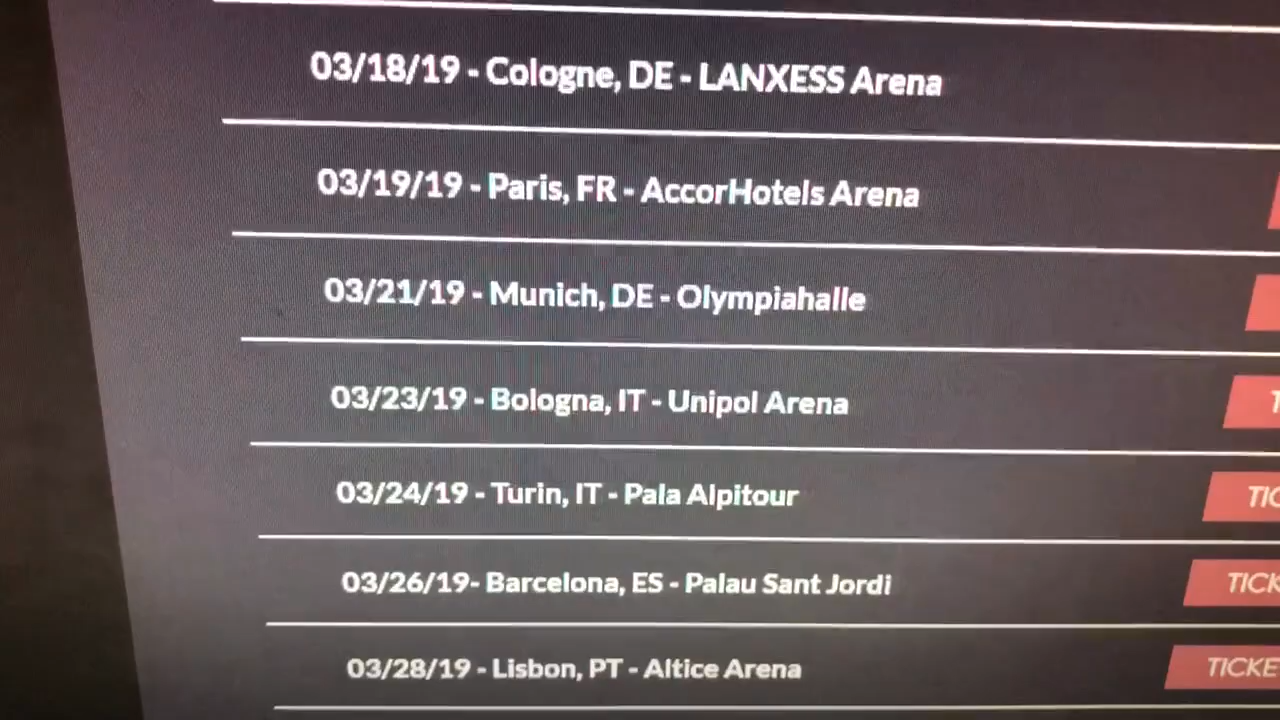 03/18/19 - Cologne, DE - LANXESS Arena
03/19/19 - Paris, FR - AccorHotels Arena
03/21/19 - Munich, DE - Olympiahalle
03/23/19 - Bologna, IT - Unipol Arena
03/24/19 - Turin, IT - Pala Alpitour
03/26/19- Barcelona, ES - Palau Sant Jordi
03/28/19 - Lisbon, PT - Altice Arena